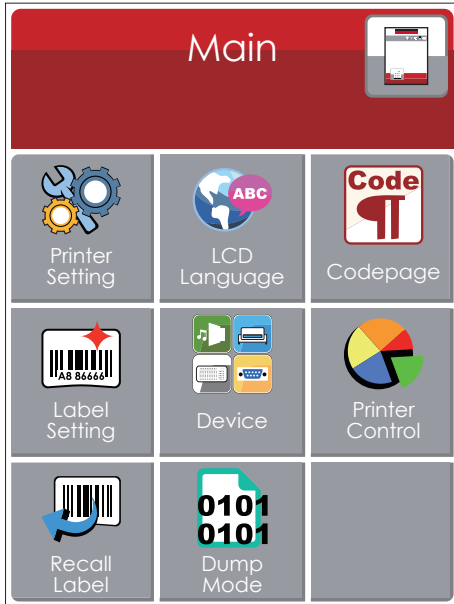 Main
ABC
Code
Printer
Setting
LCD
Language
Codepage
A8 86666
Label
Setting
Device
Printer
Control
0101
0101
Recall
Label
Dump
Mode